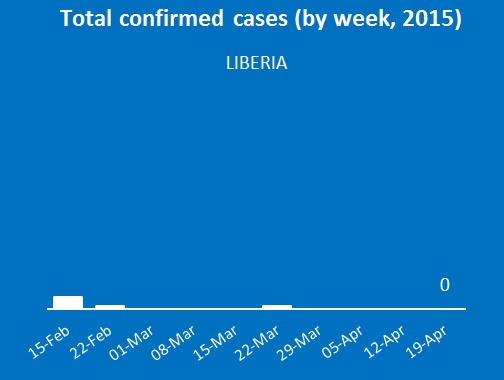 Total confirmed cases (by week, 2015)
LIBERIA
0
15-Feb
22-Feb
01-Mar
08-Mar
15-Mar
22-Mar
29-Mar
05-Apr
12-Apr
19-Apr